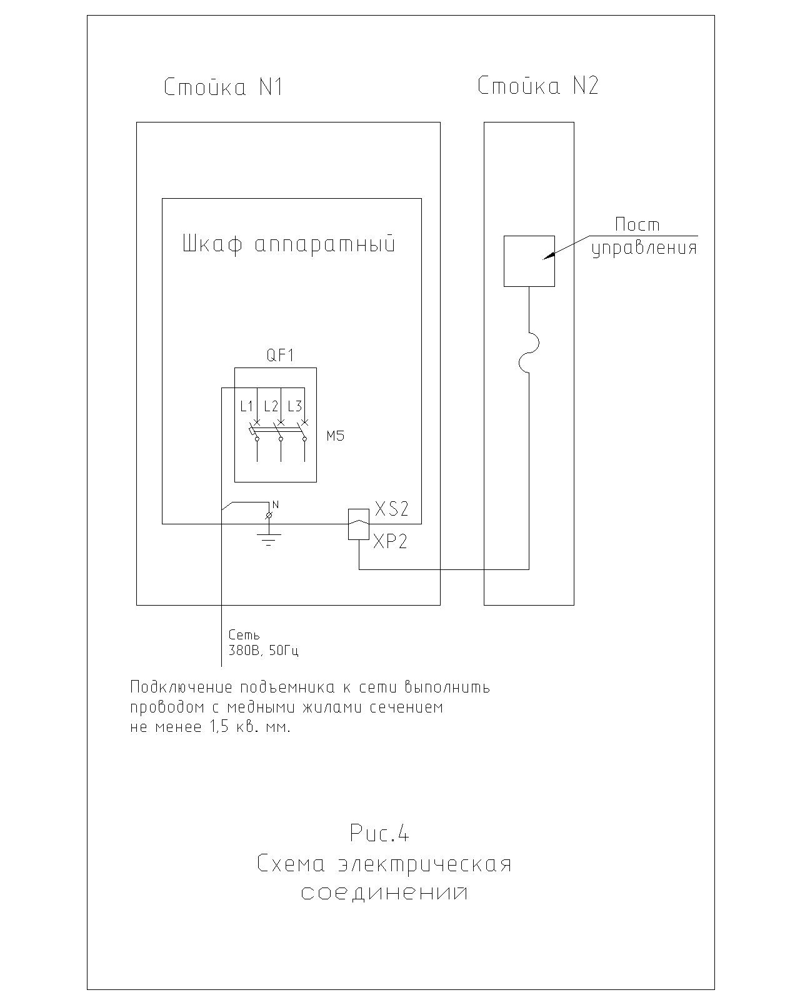 Стойка N1
Стойка N2
Пост
управления
Шкаф аппаратный
QF1
L1 L2 L3
M5
N
XS2
XP2
Сеть
380В, 50Гц
Подключение подъемника к сети выполнить
проводом с медными жилами сечением
не менее 1,5 кв. мм.
Рис.4
Схема электрическая
соединений